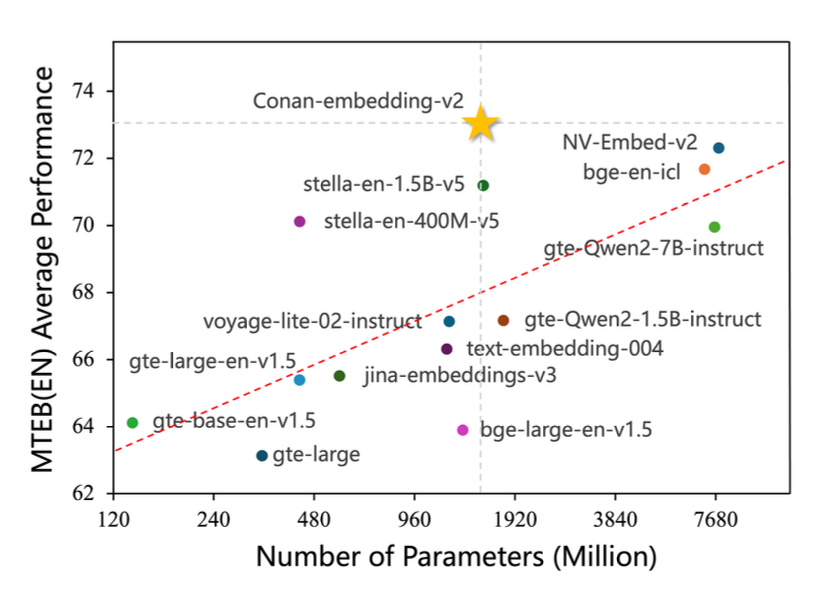 74
72
70
68
66
64
62
MTEB(EN) Average Performance
Conan-embedding-v2
NV-Embed-v2
bge-en-icl
stella-en-1.5B-v5
stella-en-400M-v5
gte-Qwen2-7B-instruct
voyage-lite-02-instruct
gte-Qwen2-1.5B-instruct
text-embedding-004
gte-large-en-v1.5
jina-embeddings-v3
gte-base-en-v1.5
bge-large-en-v1.5
gte-large
120 240 480 960 1920 3840 7680
Number of Parameters (Million)